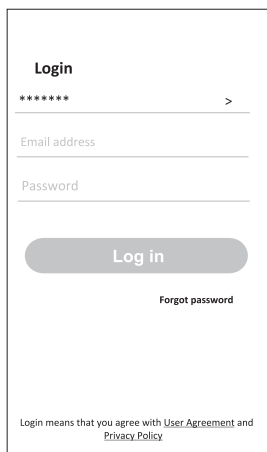 Login
******* >
Email address
Password
Log in
Forgot password
Login means that you agree with User Agreement and
Privacy Policy